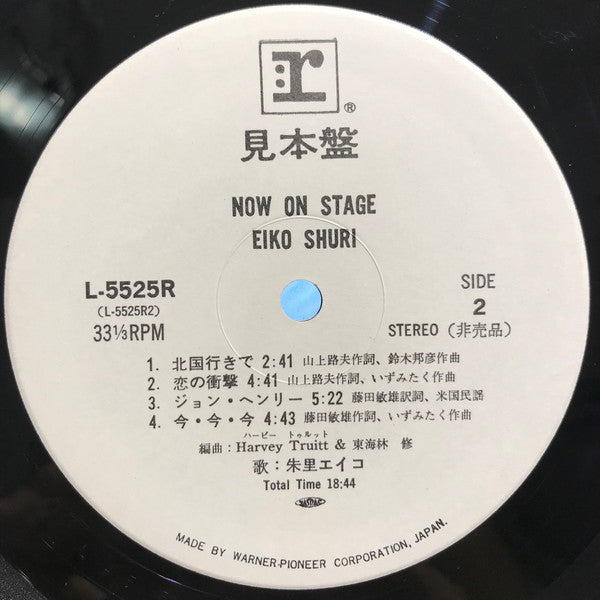 r
®
見本盤
NOW ON STAGE
EIKO SHURI
L-5525R
(L-5525R2)
33⅓RPM
SIDE
2
STEREO (非売品)
1. 北国行きで 2:41 山上路夫作詞、鈴木邦彦作曲
2. 恋の衝撃 4:41 山上路夫作詞、いずみたく作曲
3. ジョン・ヘンリー 5:22 藤田敏雄訳詞、米国民謡
4. 今・今・今 4:43 藤田敏雄作詞、いずみたく作曲
ハービー トゥルット
編曲：Harvey Truitt & 東海林 修
歌：朱里エイコ
Total Time 18:44
JASRAC
MADE BY WARNER-PIONEER CORPORATION, JAPAN.